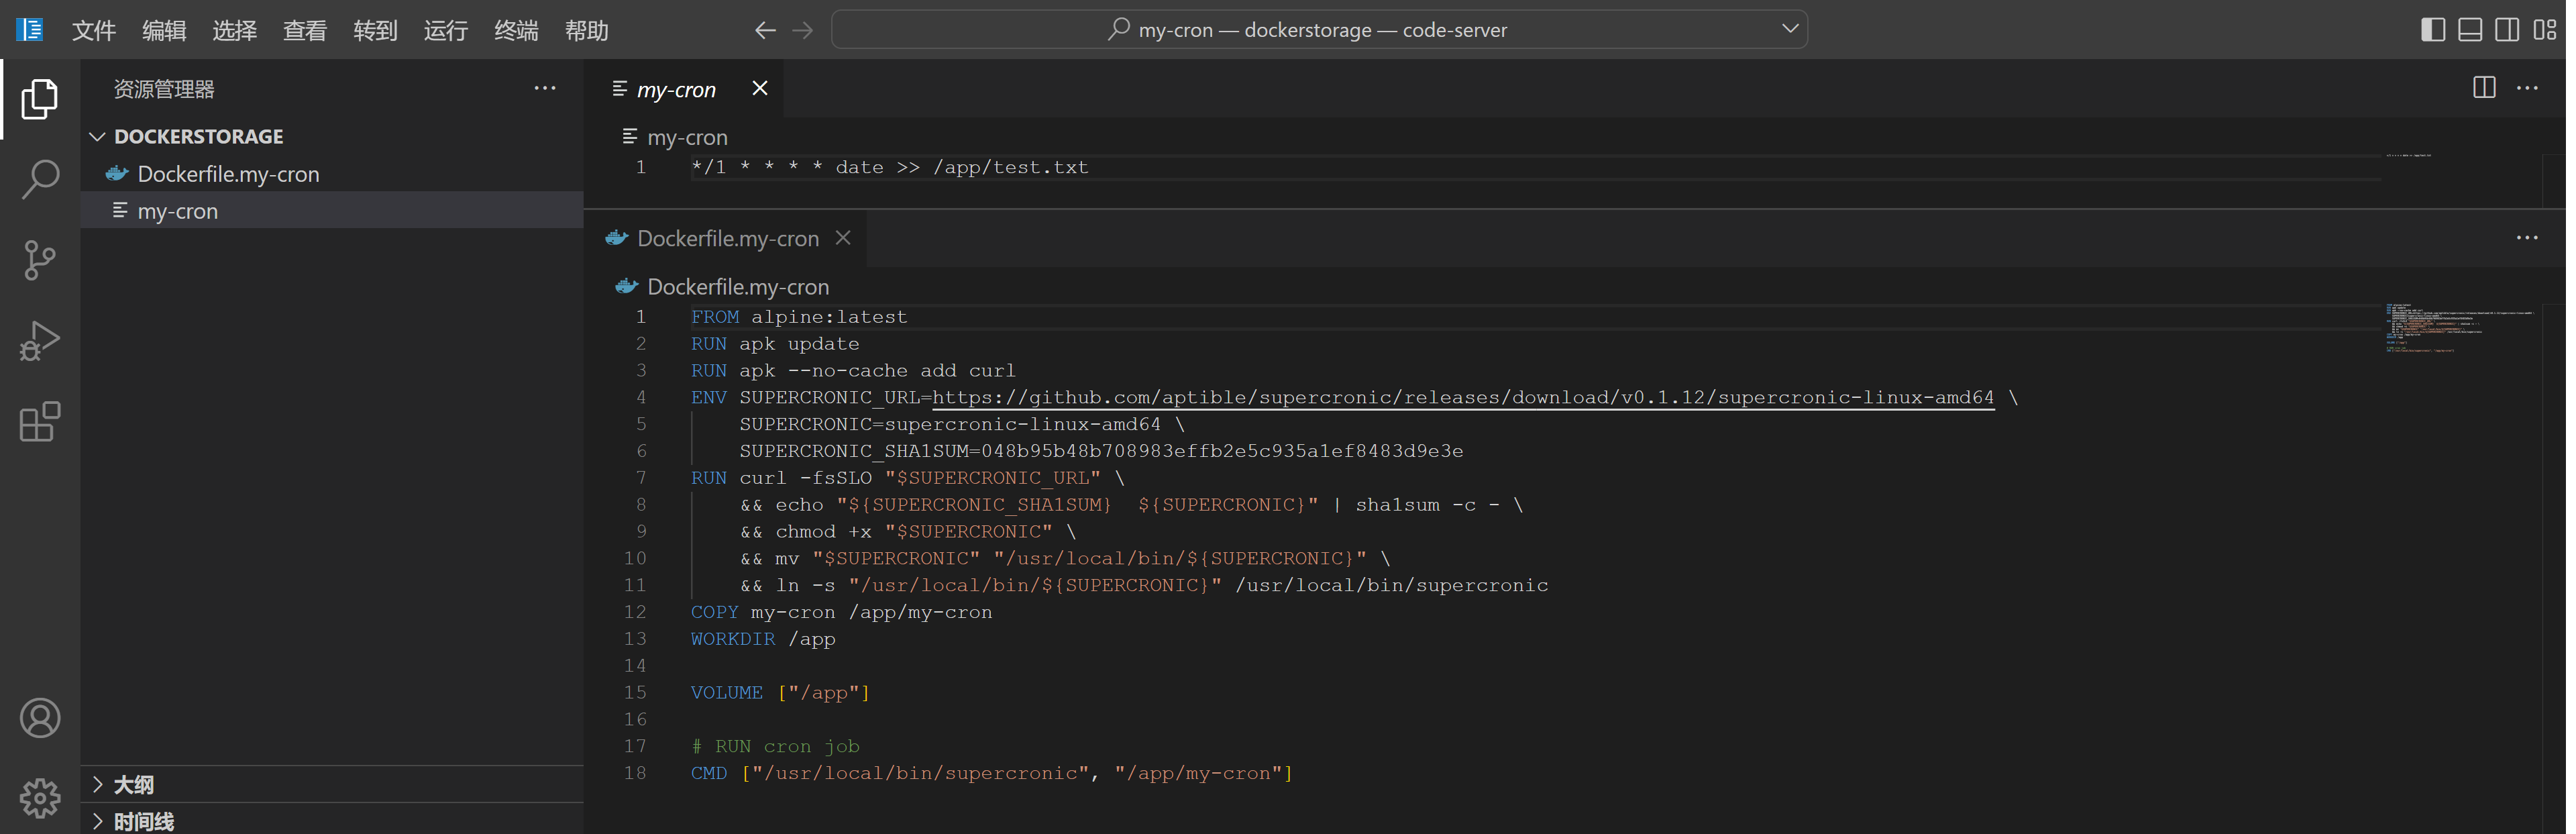 文件 编辑 选择 查看 转到 运行 终端 帮助
my-cron — dockerstorage — code-server
资源管理器
DOCKERSTORAGE
Dockerfile.my-cron
my-cron
大纲
时间线
my-cron
my-cron
1 */1 * * * * date >> /app/test.txt
Dockerfile.my-cron
Dockerfile.my-cron
1 FROM alpine:latest
2 RUN apk update
3 RUN apk --no-cache add curl
4 ENV SUPERCRONIC_URL=https://github.com/aptible/supercronic/releases/download/v0.1.12/supercronic-linux-amd64 \
5 SUPERCRONIC=supercronic-linux-amd64 \
6 SUPERCRONIC_SHA1SUM=048b95b48b708983effb2e5c935a1ef8483d9e3e
7 RUN curl -fsSLO "$SUPERCRONIC_URL" \
8 && echo "${SUPERCRONIC_SHA1SUM}  ${SUPERCRONIC}" | sha1sum -c - \
9 && chmod +x "$SUPERCRONIC" \
10 && mv "$SUPERCRONIC" "/usr/local/bin/${SUPERCRONIC}" \
11 && ln -s "/usr/local/bin/${SUPERCRONIC}" /usr/local/bin/supercronic
12 COPY my-cron /app/my-cron
13 WORKDIR /app
14
15 VOLUME ["/app"]
16
17 # RUN cron job
18 CMD ["/usr/local/bin/supercronic", "/app/my-cron"]